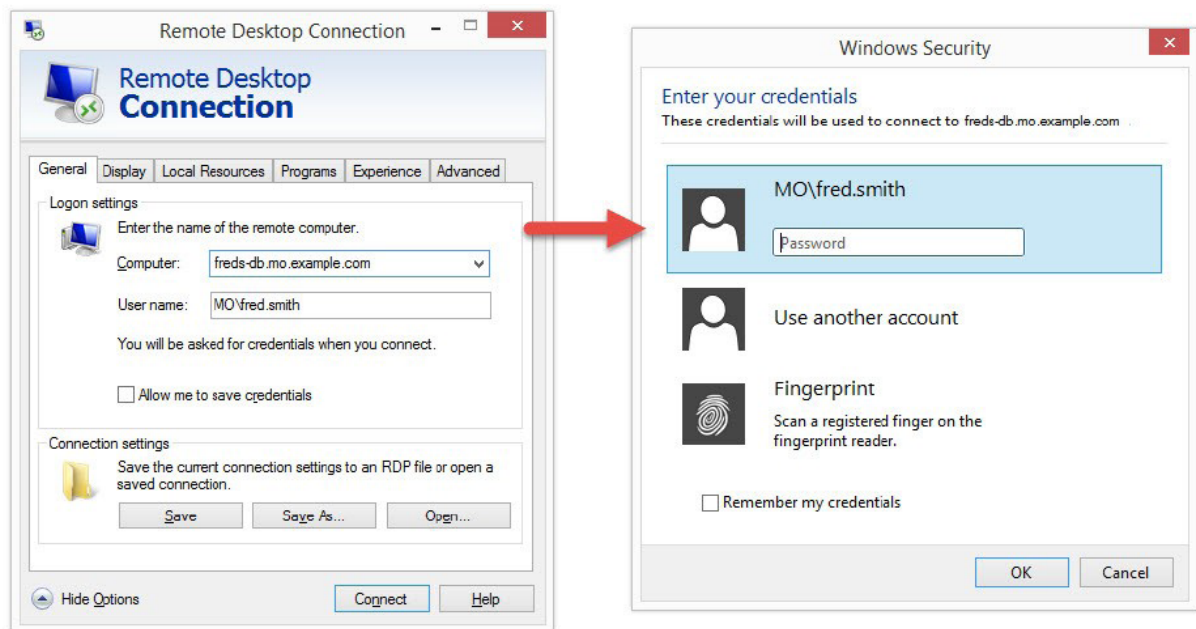 Remote Desktop Connection
Remote Desktop
Connection
General Display Local Resources Programs Experience Advanced
Logon settings
Enter the name of the remote computer.
Computer: freds-db.mo.example.com
User name: MO\fred.smith
You will be asked for credentials when you connect.
Allow me to save credentials
Connection settings
Save the current connection settings to an RDP file or open a
saved connection.
Save Save As... Open...
Hide Options Connect Help
Windows Security
Enter your credentials
These credentials will be used to connect to freds-db.mo.example.com .
MO\fred.smith
Password
Use another account
Fingerprint
Scan a registered finger on the
fingerprint reader.
Remember my credentials
OK Cancel